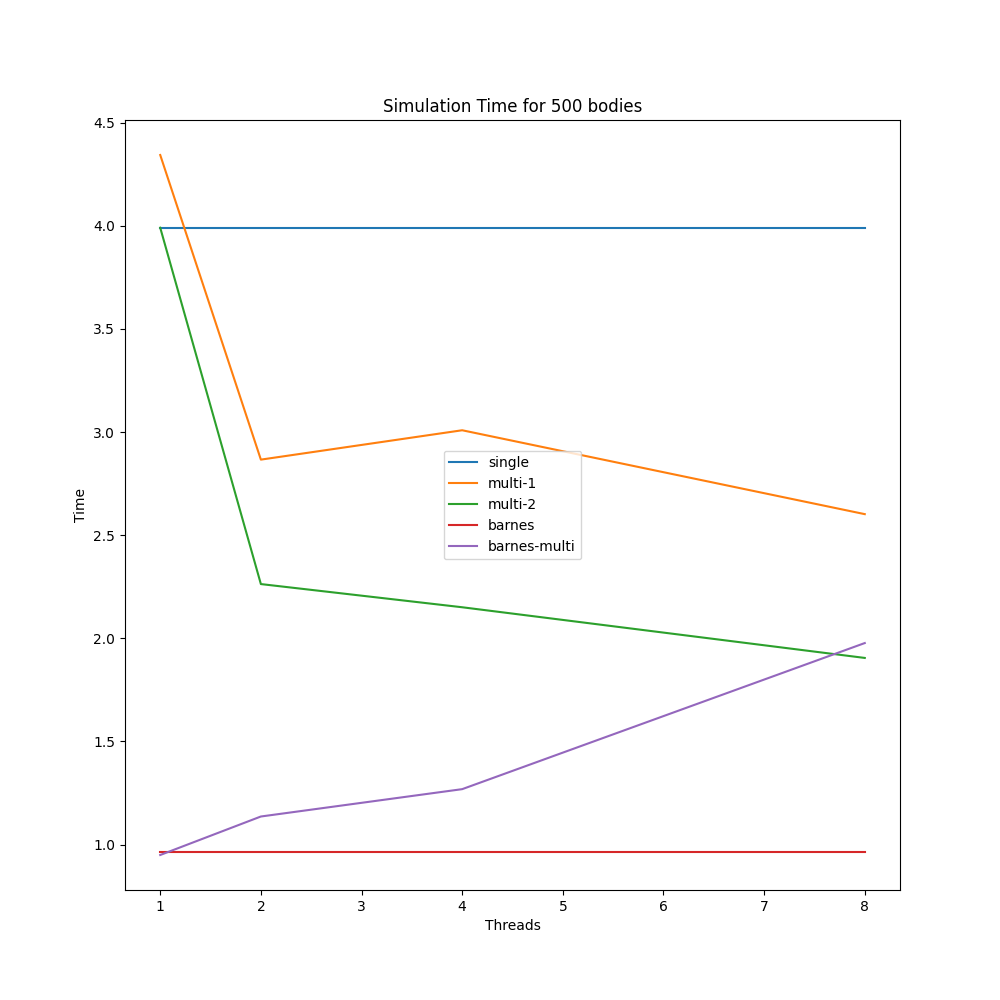 Simulation Time for 500 bodies
4.5
4.0
3.5
3.0
2.5
2.0
1.5
1.0
Time
single
multi-1
multi-2
barnes
barnes-multi
1 2 3 4 5 6 7 8
Threads